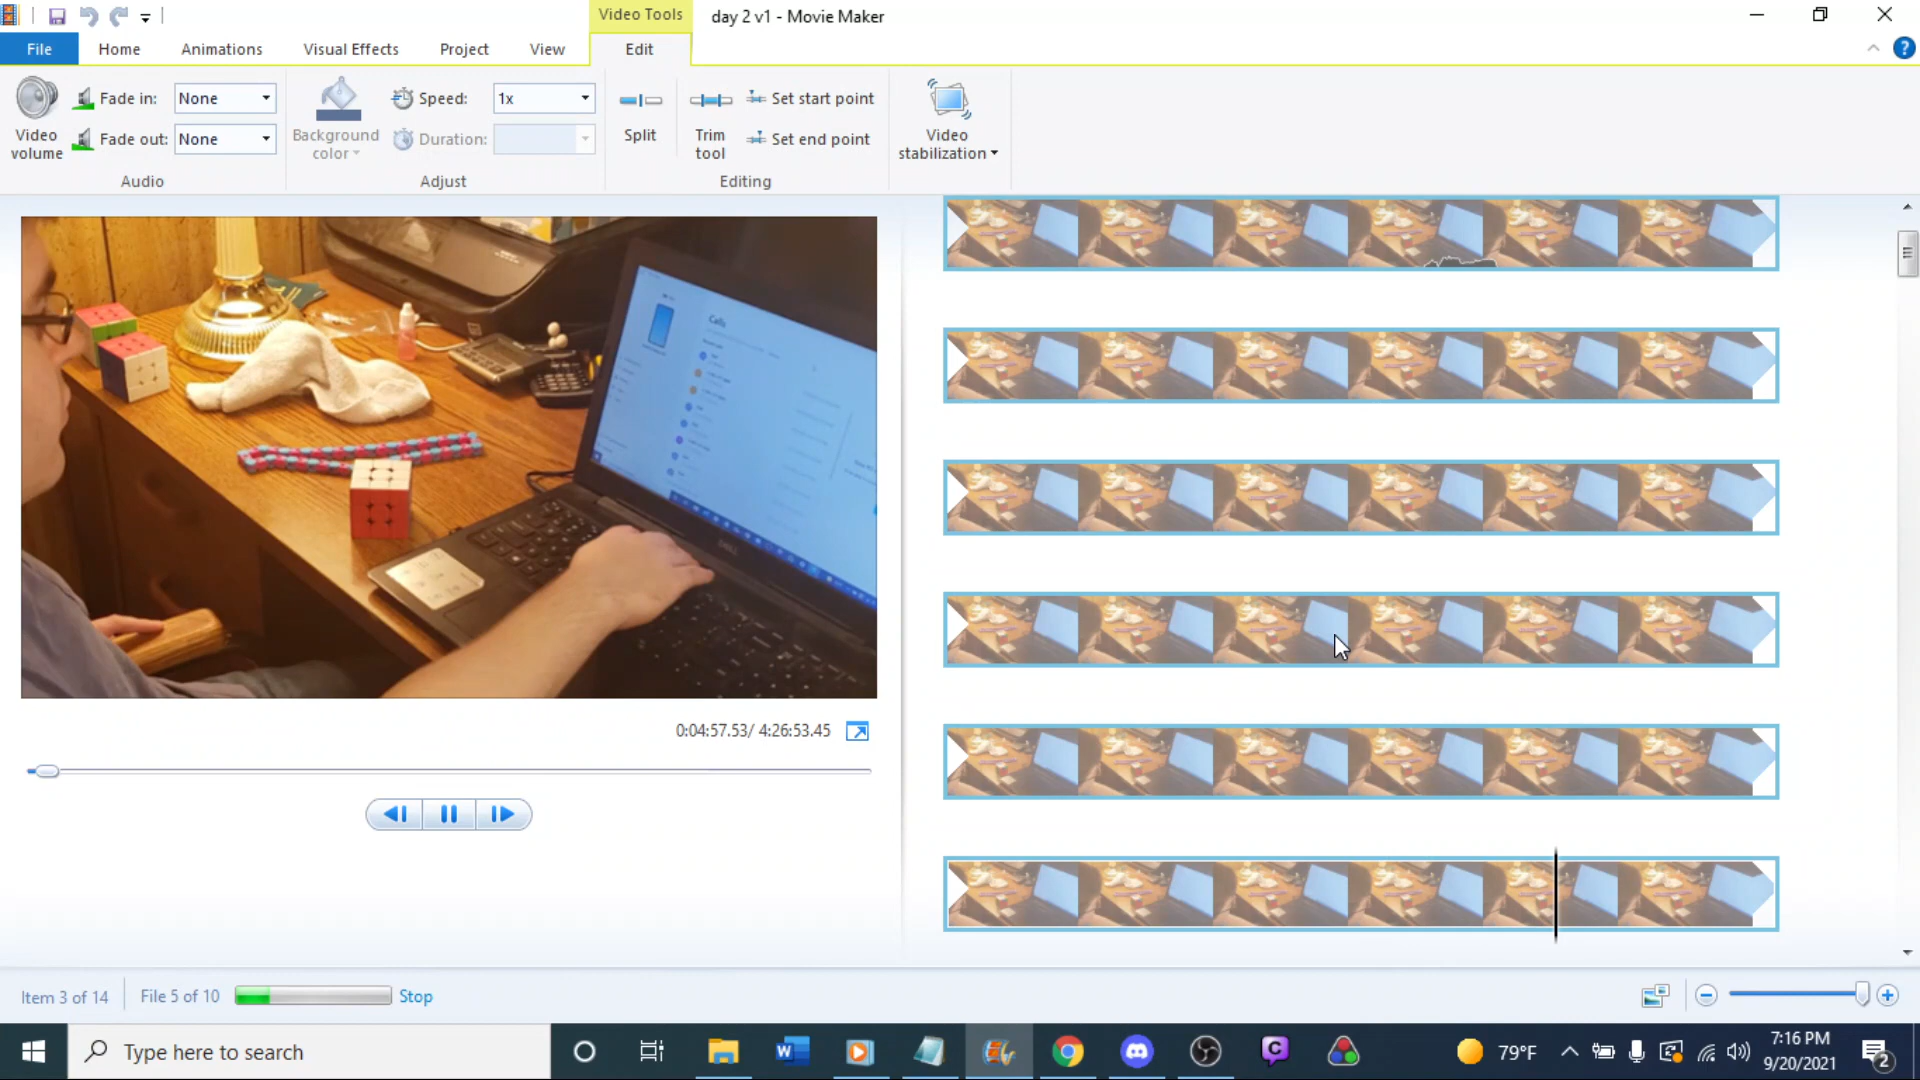 Video Tools
day 2 v1 - Movie Maker
File
Home
Animations
Visual Effects
Project
View
Edit
Video volume
Fade in:
None
Fade out:
None
Audio
Background color
Speed:
1x
Duration:
Adjust
Split
Trim tool
Set start point
Set end point
Editing
Video stabilization
Calls
DELL
0:04:57.53/ 4:26:53.45
Item 3 of 14
File 5 of 10
Stop
Type here to search
79°F
7:16 PM
9/20/2021
2